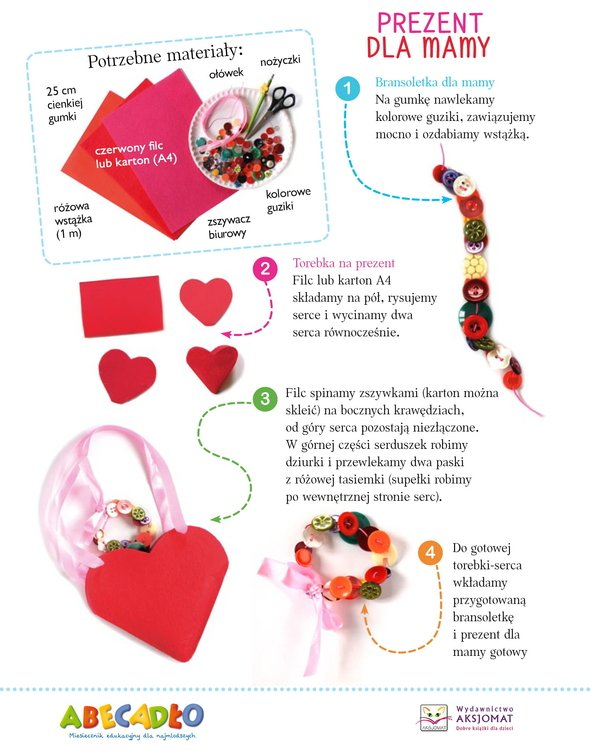 PREZENT
DLA MAMY
Potrzebne materiały:
25 cm
cienkiej
gumki
ołówek
nożyczki
czerwony filc
lub karton (A4)
różowa
wstążka
(1 m)
zszywacz
biurowy
kolorowe
guziki
1
Bransoletka dla mamy
Na gumkę nawlekamy
kolorowe guziki, zawiązujemy
mocno i ozdabiamy wstążką.
2
Torebka na prezent
Filc lub karton A4
składamy na pół, rysujemy
serce i wycinamy dwa
serca równocześnie.
3
Filc spinamy zszywkami (karton można
skleić) na bocznych krawędziach,
od góry serca pozostają niezłączone.
W górnej części serduszek robimy
dziurki i przewlekamy dwa paski
z różowej tasiemki (supełki robimy
po wewnętrznej stronie serc).
4
Do gotowej
torebki-serca
wkładamy
przygotowaną
bransoletkę
i prezent dla
mamy gotowy
ABECADŁO
Miesięcznik edukacyjny dla najmłodszych
AKSJOMAT
Wydawnictwo
AKSJOMAT
Dobre książki dla dzieci